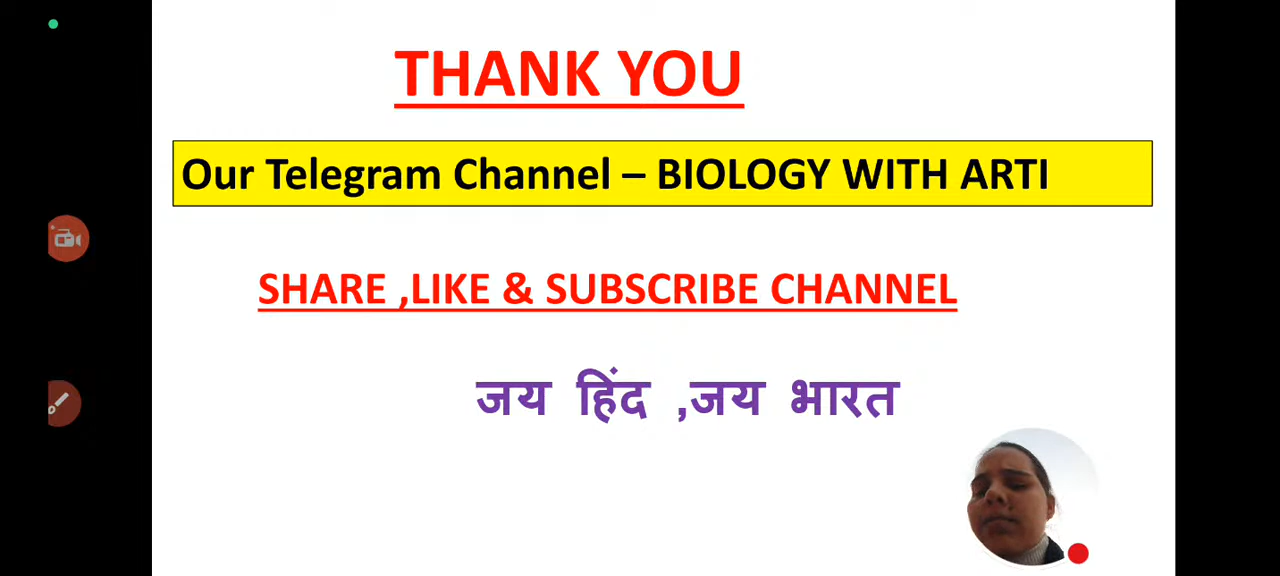 THANK YOU
Our Telegram Channel – BIOLOGY WITH ARTI
SHARE ,LIKE & SUBSCRIBE CHANNEL
जय हिंद ,जय भारत